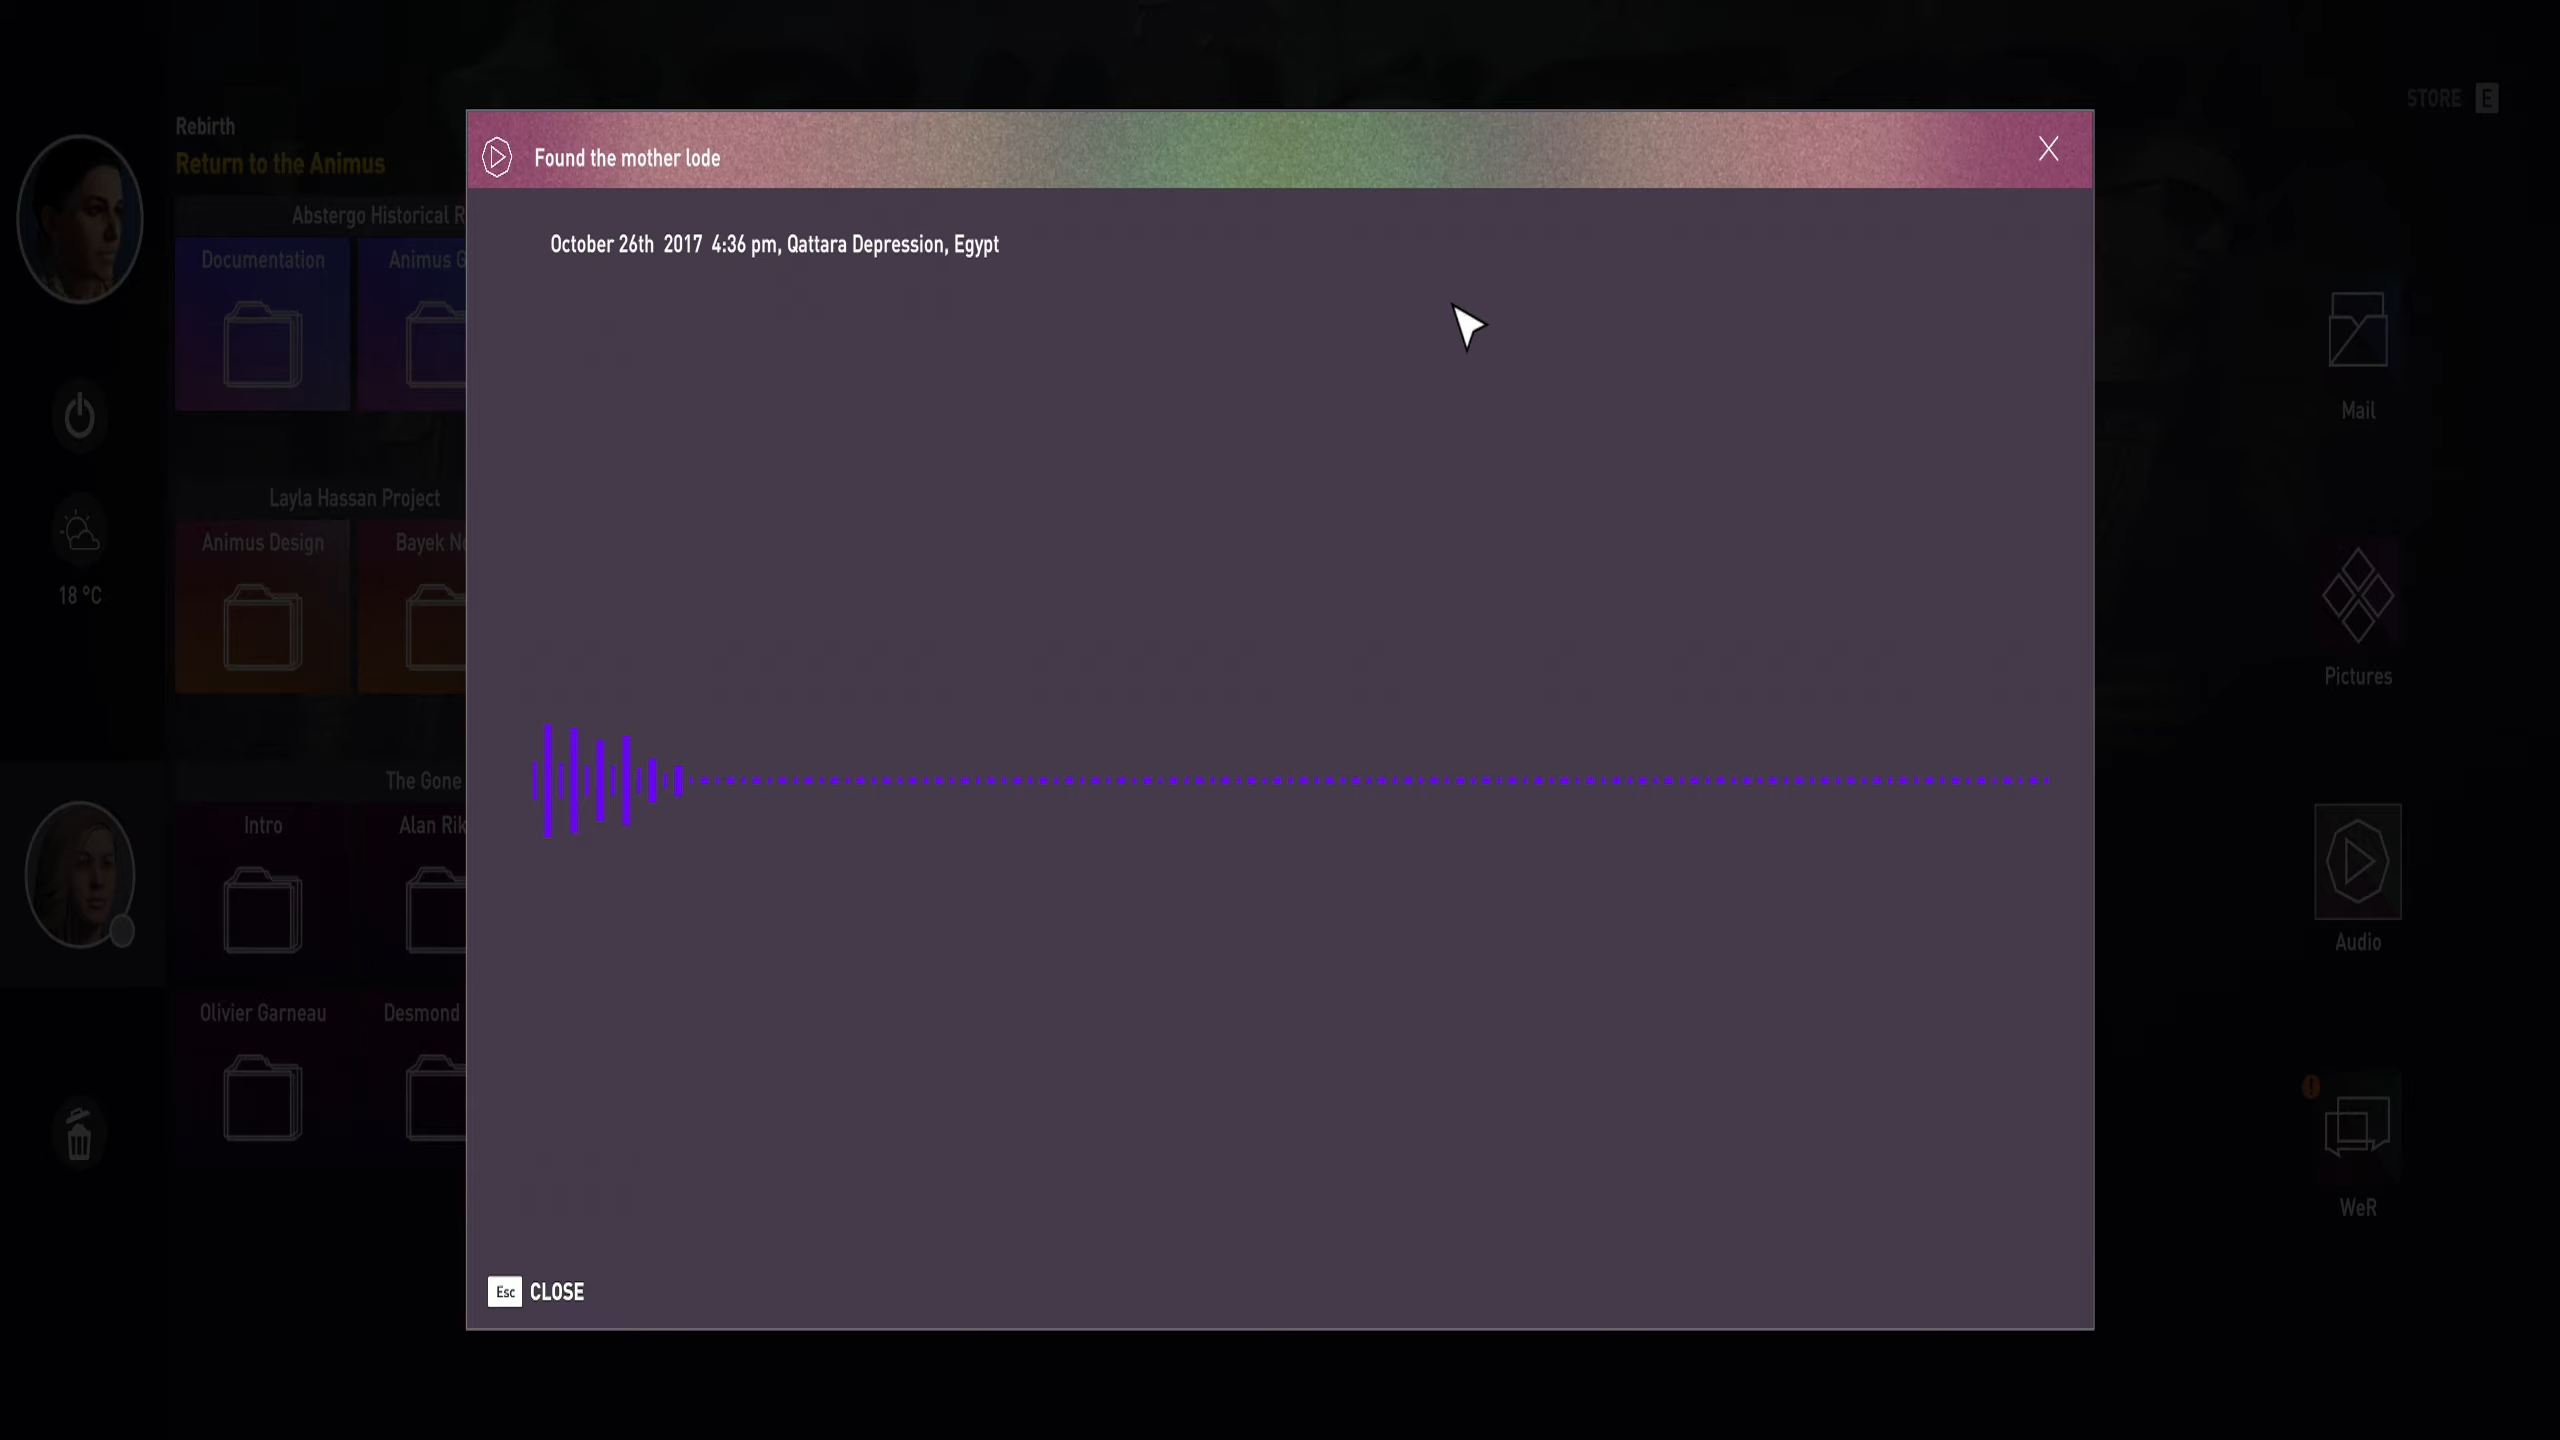 STORE E
Rebirth
Return to the Animus
Found the mother lode
October 26th 2017 4:36 pm, Qattara Depression, Egypt
Abstergo Historical R
Documentation
Animus G
Layla Hassan Project
Animus Design
Bayek No
18 °C
The Gone
Intro
Alan Rik
Olivier Garneau
Desmond
Mail
Pictures
Audio
!
WeR
Esc CLOSE